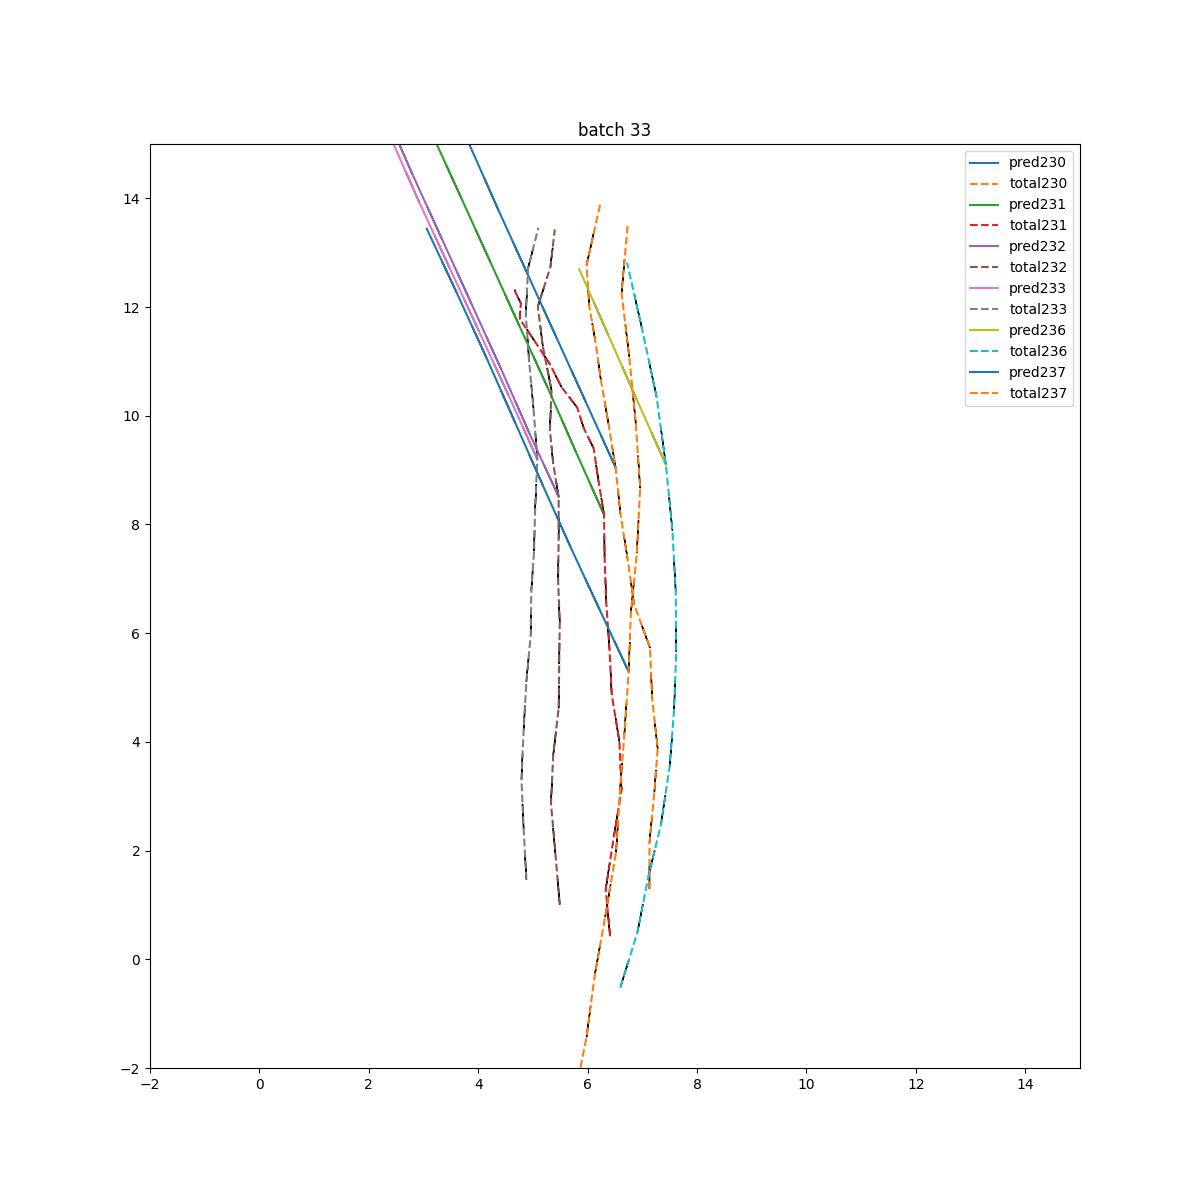 batch 33
pred230
total230
pred231
total231
pred232
total232
pred233
total233
pred236
total236
pred237
total237
14
12
10
8
6
4
2
0
−2
−2 0 2 4 6 8 10 12 14